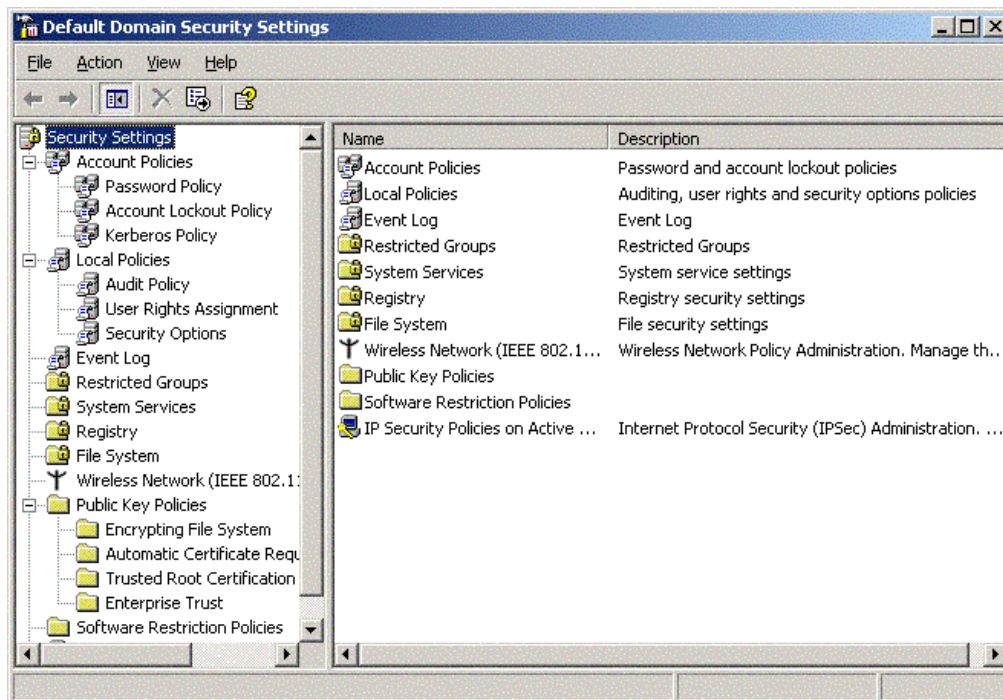 Default Domain Security Settings
File Action View Help
Security Settings
Account Policies
Password Policy
Account Lockout Policy
Kerberos Policy
Local Policies
Audit Policy
User Rights Assignment
Security Options
Event Log
Restricted Groups
System Services
Registry
File System
Wireless Network (IEEE 802.11
Public Key Policies
Encrypting File System
Automatic Certificate Requ
Trusted Root Certification
Enterprise Trust
Software Restriction Policies
Name Description
Account Policies Password and account lockout policies
Local Policies Auditing, user rights and security options policies
Event Log Event Log
Restricted Groups Restricted Groups
System Services System service settings
Registry Registry security settings
File System File security settings
Wireless Network (IEEE 802.1... Wireless Network Policy Administration. Manage th...
Public Key Policies
Software Restriction Policies
IP Security Policies on Active ... Internet Protocol Security (IPSec) Administration. ...